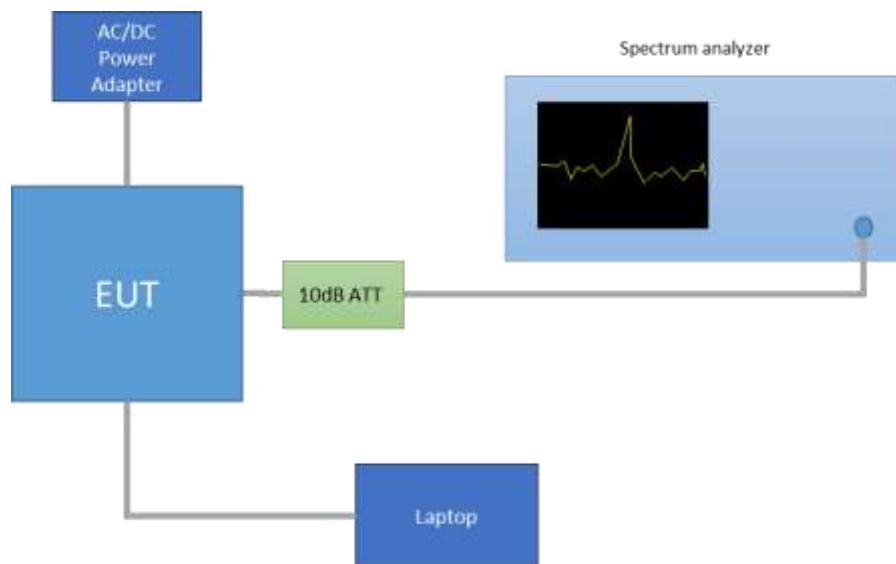 AC/DC
Power
Adapter
Spectrum analyzer
EUT
10dB ATT
Laptop